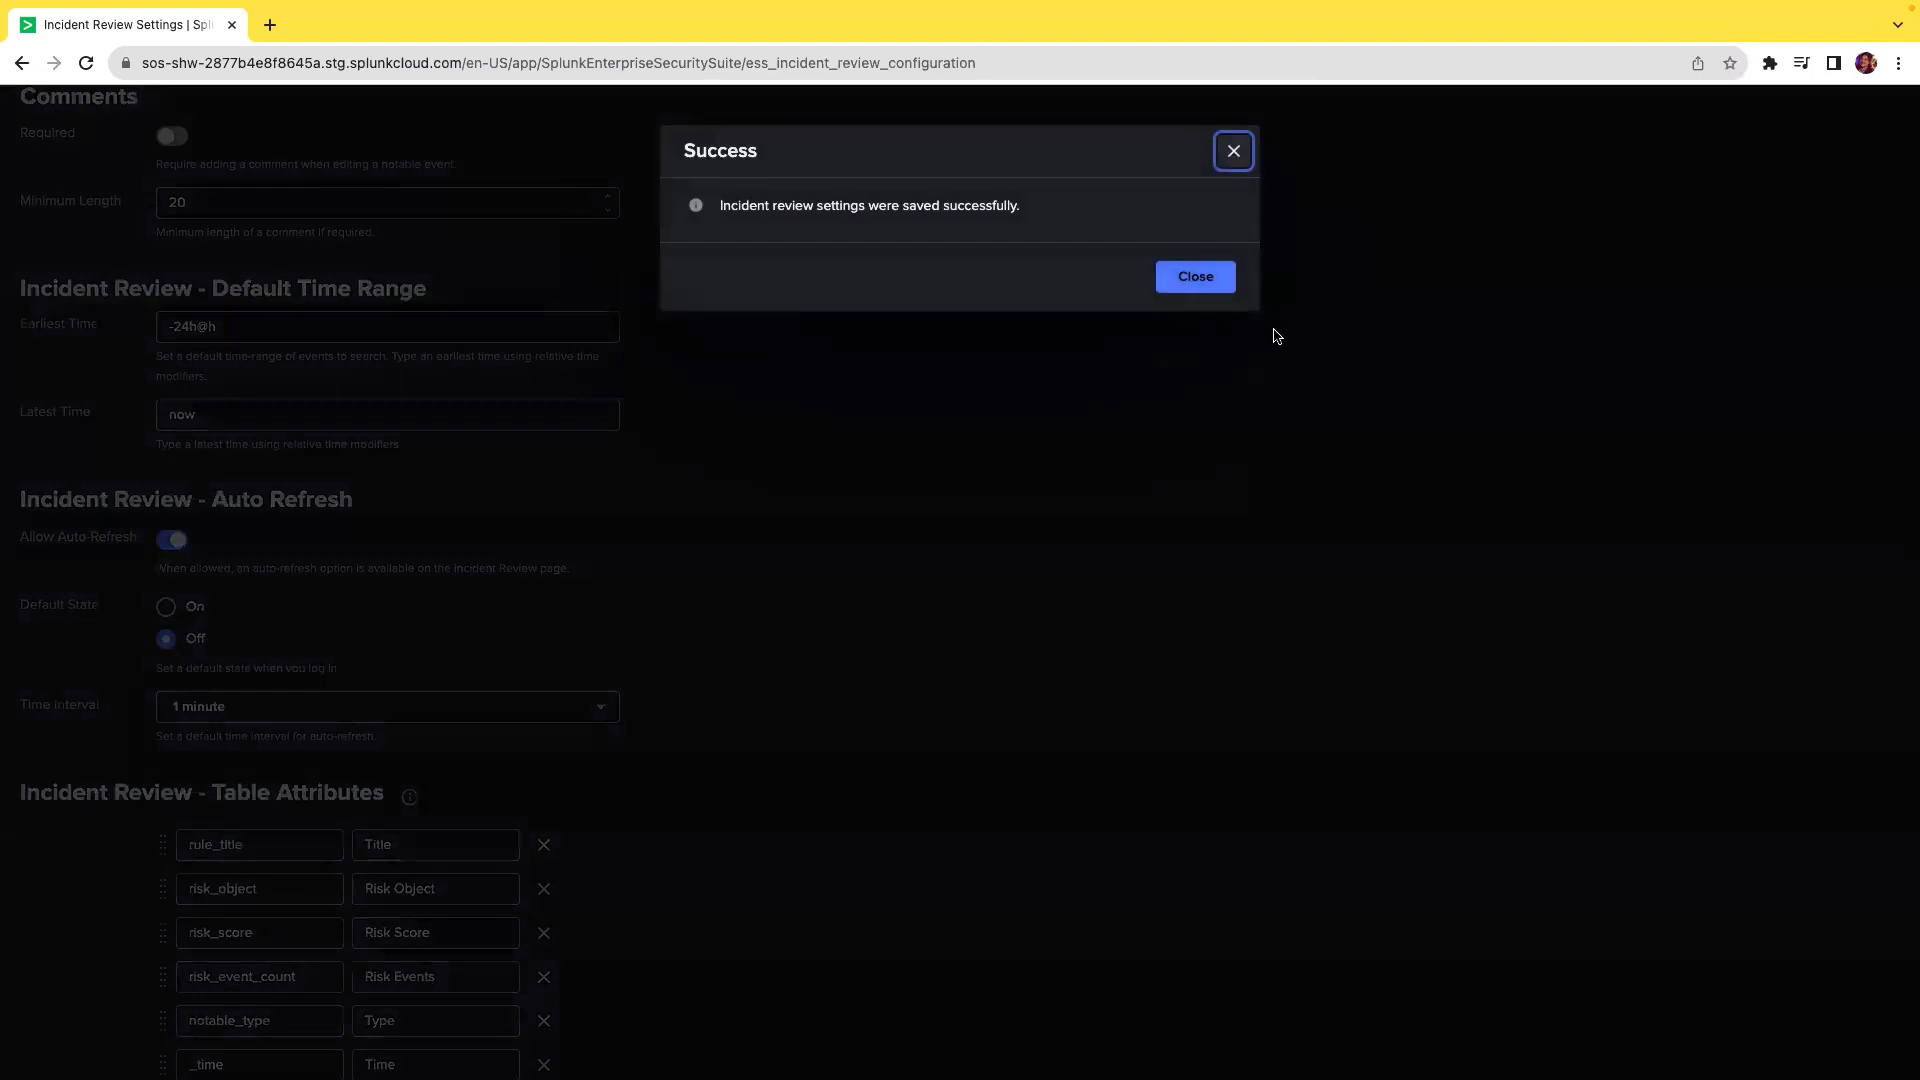 Incident Review Settings | Spl
sos-shw-2877b4e8f8645a.stg.splunkcloud.com/en-US/app/SplunkEnterpriseSecuritySuite/ess_incident_review_configuration
Comments
Required
Require adding a comment when editing a notable event.
Minimum Length
20
Minimum length of a comment if required.
Success
Incident review settings were saved successfully.
Close
Incident Review - Default Time Range
Earliest Time
-24h@h
Set a default time-range of events to search. Type an earliest time using relative time
modifiers.
Latest Time
now
Type a latest time using relative time modifiers
Incident Review - Auto Refresh
Allow Auto-Refresh
When allowed, an auto-refresh option is available on the Incident Review page.
Default State
On
Off
Set a default state when you log in
Time Interval
1 minute
Set a default time interval for auto-refresh.
Incident Review - Table Attributes
rule_title Title
risk_object Risk Object
risk_score Risk Score
risk_event_count Risk Events
notable_type Type
_time Time